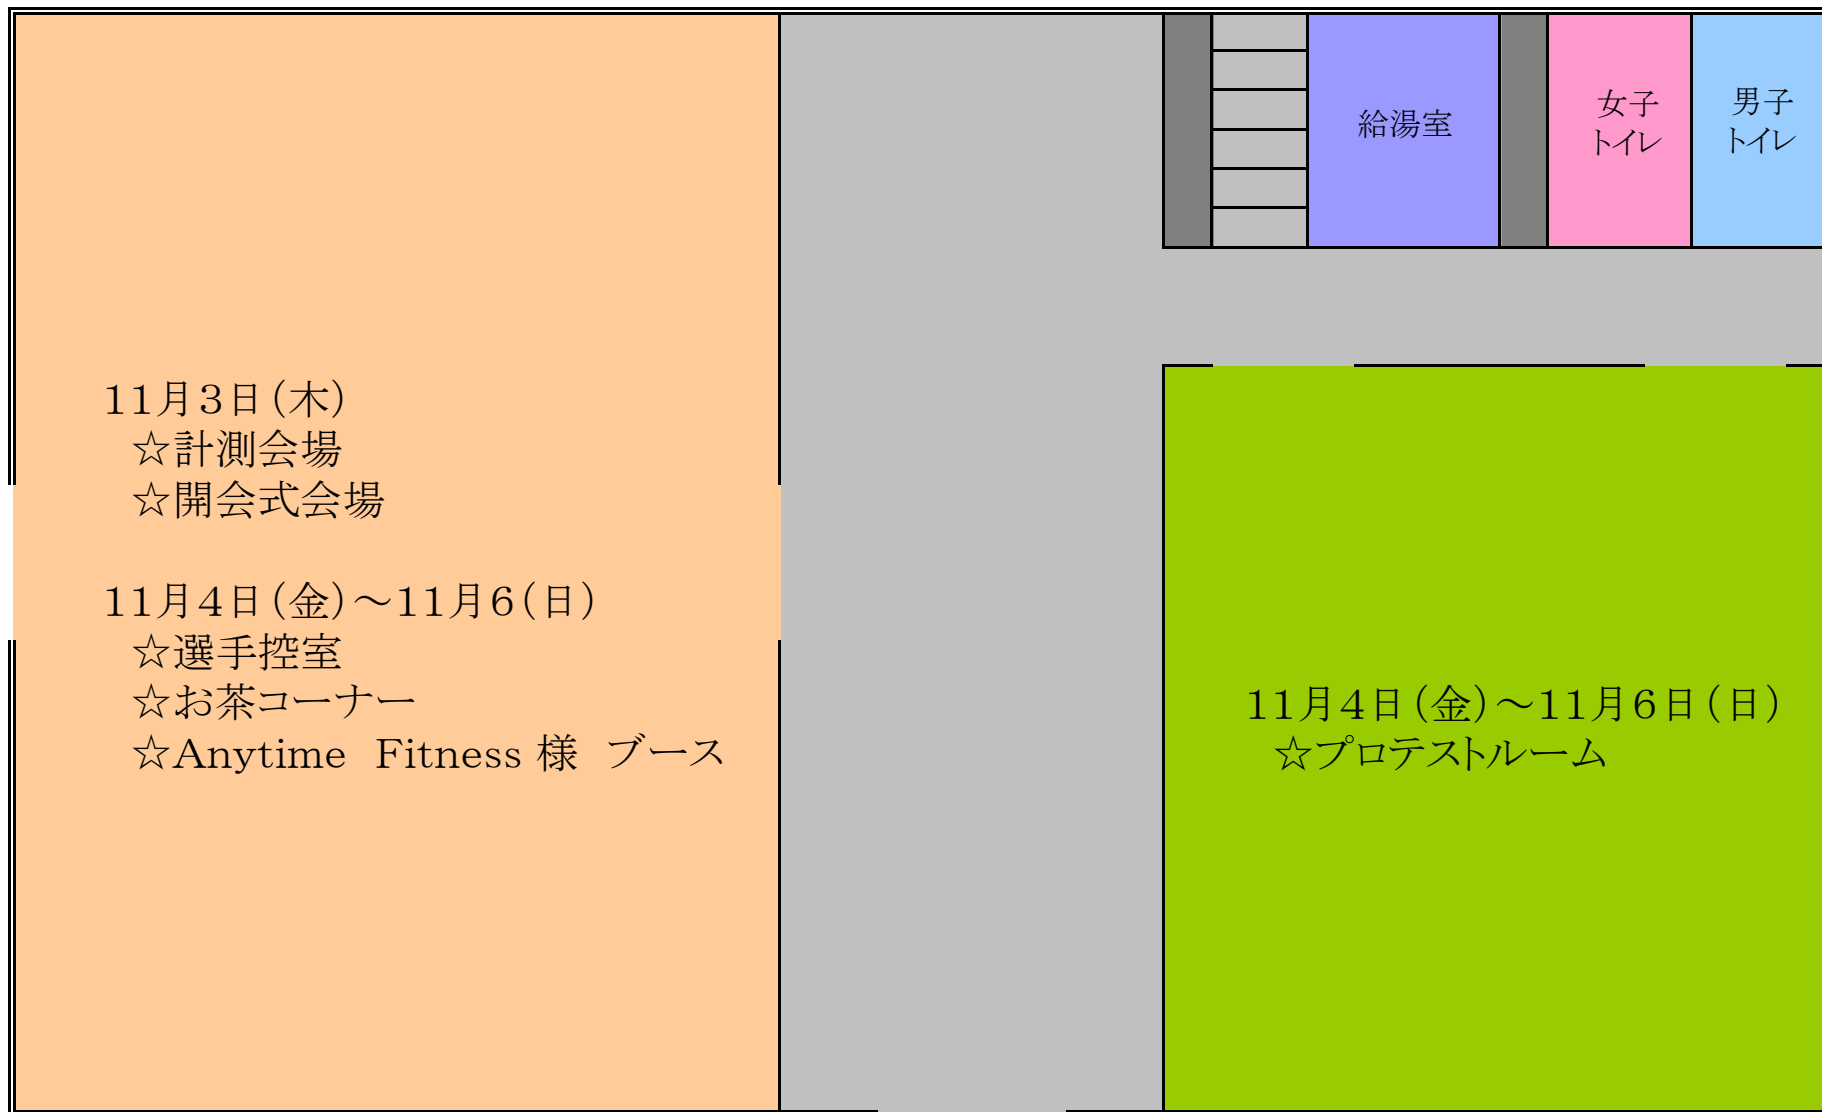 給湯室
女子
トイレ
男子
トイレ
11月3日(木)
☆計測会場
☆開会式会場
11月4日(金)～11月6(日)
☆選手控室
☆お茶コーナー
☆Anytime　Fitness 様　ブース
11月4日(金)～11月6日(日)
☆プロテストルーム